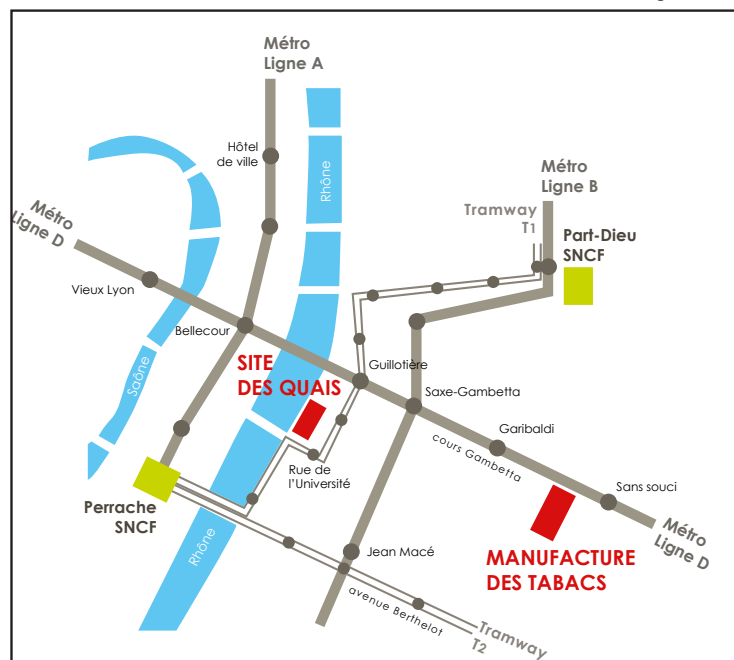 Métro
Ligne A
Hôtel
de ville
Rhône
Métro
Ligne B
Tramway
T1
Part-Dieu
SNCF
Métro
Ligne D
Vieux Lyon
Bellecour
Saône
SITE
DES QUAIS
Guillotière
Saxe-Gambetta
cours Gambetta
Garibaldi
Sans souci
Rue de
l'Université
Perrache
SNCF
Rhône
Jean Macé
avenue Berthelot
MANUFACTURE
DES TABACS
Métro
Ligne D
Tramway
T2